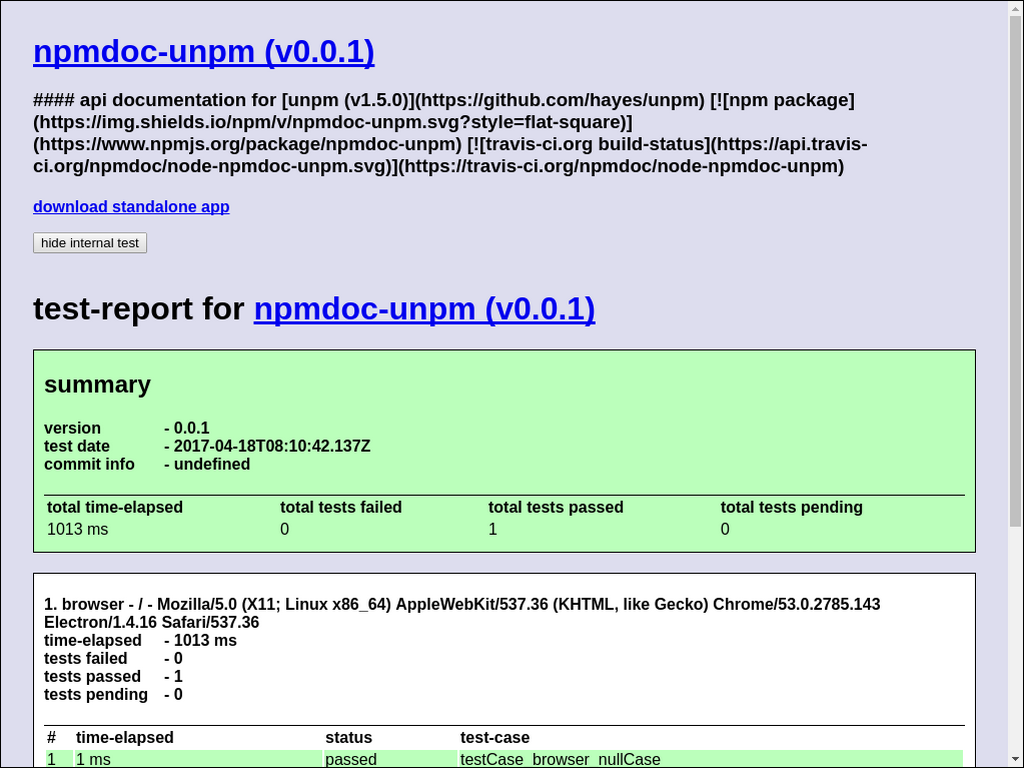 npmdoc-unpm (v0.0.1)
#### api documentation for [unpm (v1.5.0)](https://github.com/hayes/unpm) [![npm package]
(https://img.shields.io/npm/v/npmdoc-unpm.svg?style=flat-square)]
(https://www.npmjs.org/package/npmdoc-unpm) [![travis-ci.org build-status](https://api.travis-
ci.org/npmdoc/node-npmdoc-unpm.svg)](https://travis-ci.org/npmdoc/node-npmdoc-unpm)
download standalone app
hide internal test
test-report for npmdoc-unpm (v0.0.1)
summary
version - 0.0.1
test date - 2017-04-18T08:10:42.137Z
commit info - undefined
total time-elapsed total tests failed total tests passed total tests pending
1013 ms 0 1 0
1. browser - / - Mozilla/5.0 (X11; Linux x86_64) AppleWebKit/537.36 (KHTML, like Gecko) Chrome/53.0.2785.143
Electron/1.4.16 Safari/537.36
time-elapsed - 1013 ms
tests failed - 0
tests passed - 1
tests pending - 0
# time-elapsed status test-case
1 1 ms passed testCase_browser_nullCase